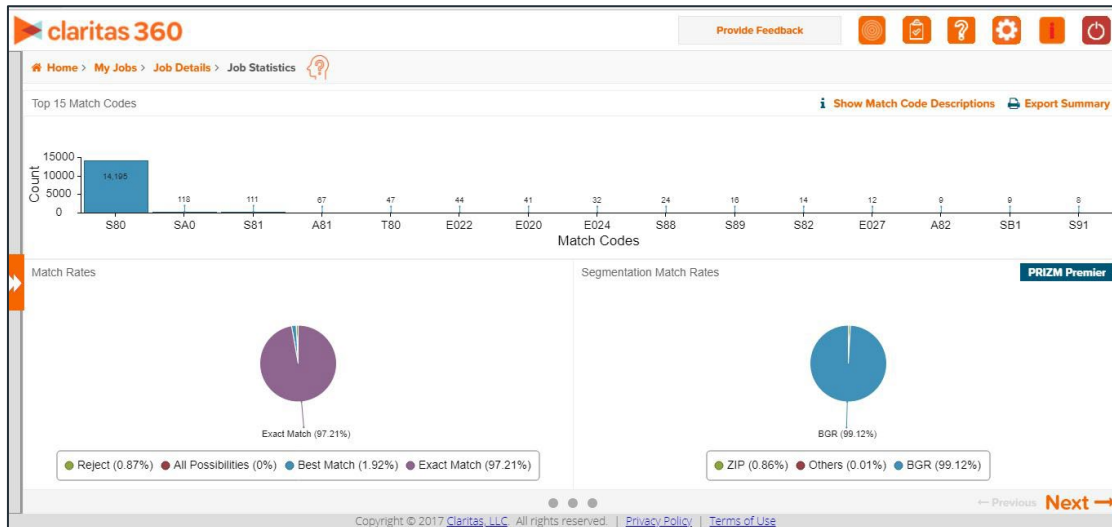 claritas 360
Provide Feedback
Home > My Jobs > Job Details > Job Statistics
Top 15 Match Codes
Show Match Code Descriptions Export Summary
Count
15000
10000
5000
0
14,195 118 111 67 47 44 41 32 24 16 14 12 9 9 8
S80 SA0 S81 A81 T80 E022 E020 E024 S88 S89 S82 E027 A82 SB1 S91
Match Codes
Match Rates
Exact Match (97.21%)
Reject (0.87%) All Possibilities (0%) Best Match (1.92%) Exact Match (97.21%)
Segmentation Match Rates
PRIZM Premier
BGR (99.12%)
ZIP (0.86%) Others (0.01%) BGR (99.12%)
← Previous Next →
Copyright © 2017 Claritas, LLC All rights reserved. | Privacy Policy | Terms of Use